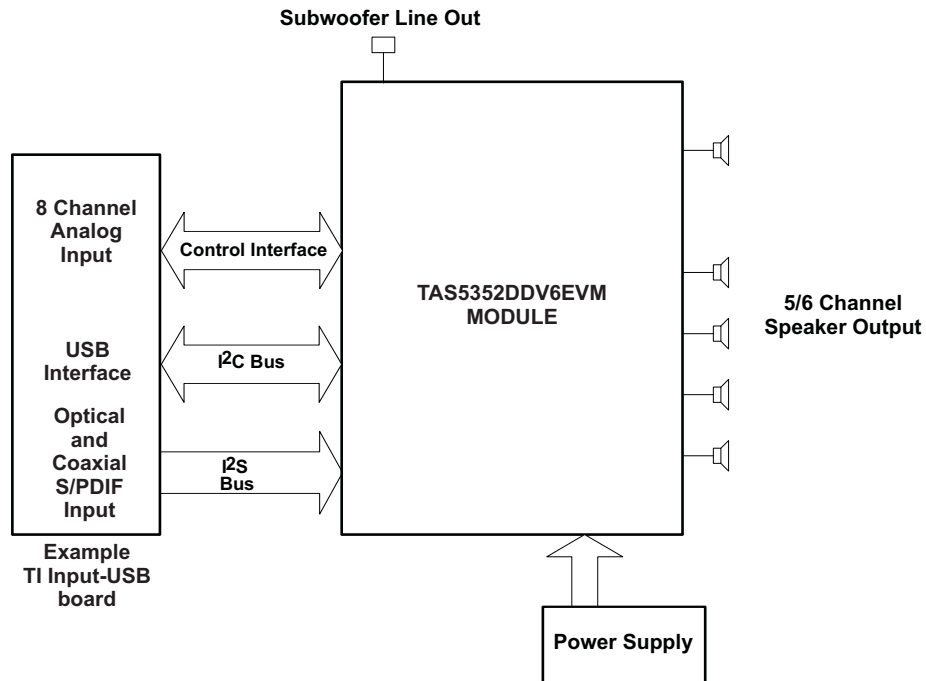 Subwoofer Line Out
8 Channel
Analog
Input
USB
Interface
Optical
and
Coaxial
S/PDIF
Input
Example
TI Input-USB
board
Control Interface
I2C Bus
I2S
Bus
TAS5352DDV6EVM
MODULE
5/6 Channel
Speaker Output
Power Supply